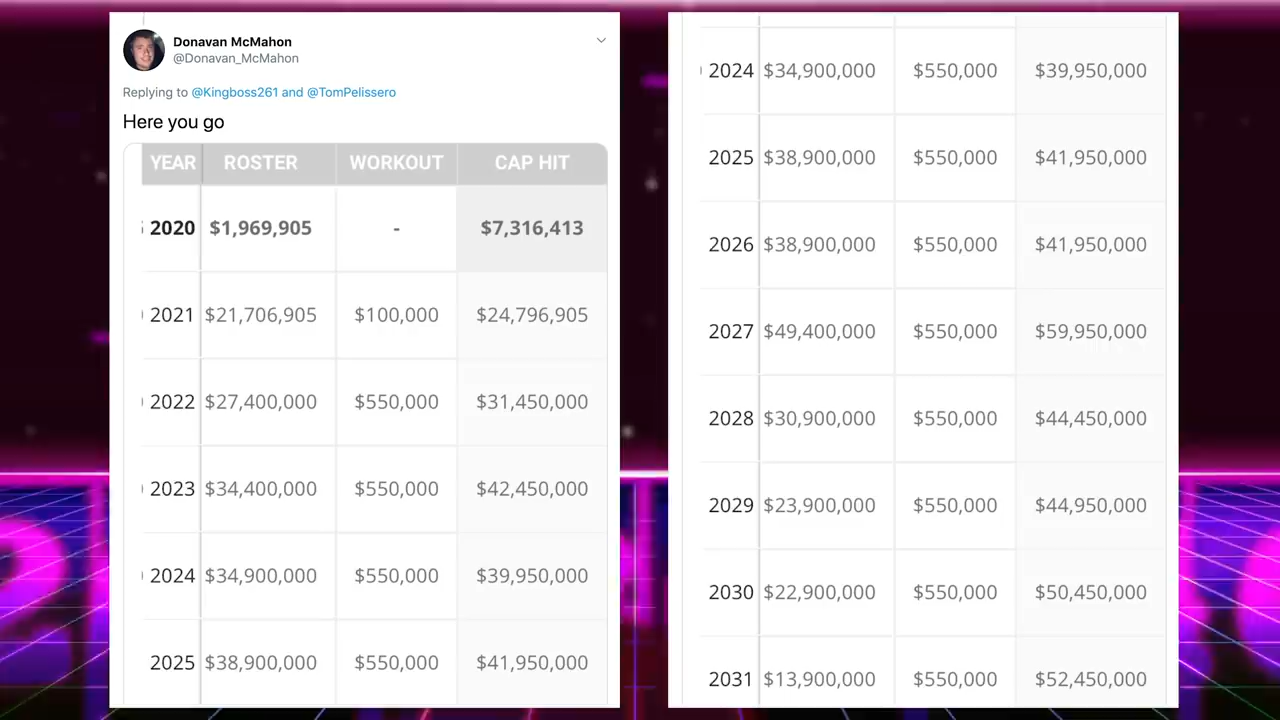 Donavan McMahon
@Donavan_McMahon
Replying to @Kingboss261 and @TomPelissero
Here you go
YEAR ROSTER WORKOUT CAP HIT
2020 $1,969,905 - $7,316,413
2021 $21,706,905 $100,000 $24,796,905
2022 $27,400,000 $550,000 $31,450,000
2023 $34,400,000 $550,000 $42,450,000
2024 $34,900,000 $550,000 $39,950,000
2025 $38,900,000 $550,000 $41,950,000
2024 $34,900,000 $550,000 $39,950,000
2025 $38,900,000 $550,000 $41,950,000
2026 $38,900,000 $550,000 $41,950,000
2027 $49,400,000 $550,000 $59,950,000
2028 $30,900,000 $550,000 $44,450,000
2029 $23,900,000 $550,000 $44,950,000
2030 $22,900,000 $550,000 $50,450,000
2031 $13,900,000 $550,000 $52,450,000